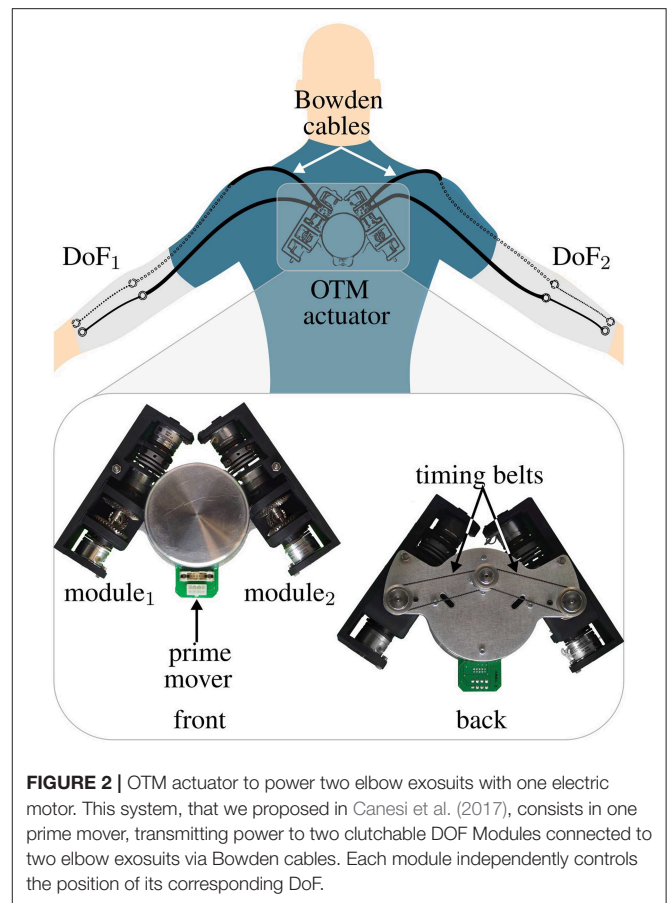 Bowden
cables
DoF₁
DoF₂
OTM
actuator
timing belts
module₁
module₂
prime
mover
front
back
FIGURE 2 | OTM actuator to power two elbow exosuits with one electric
motor. This system, that we proposed in Canesi et al. (2017), consists in one
prime mover, transmitting power to two clutchable DOF Modules connected to
two elbow exosuits via Bowden cables. Each module independently controls
the position of its corresponding DoF.